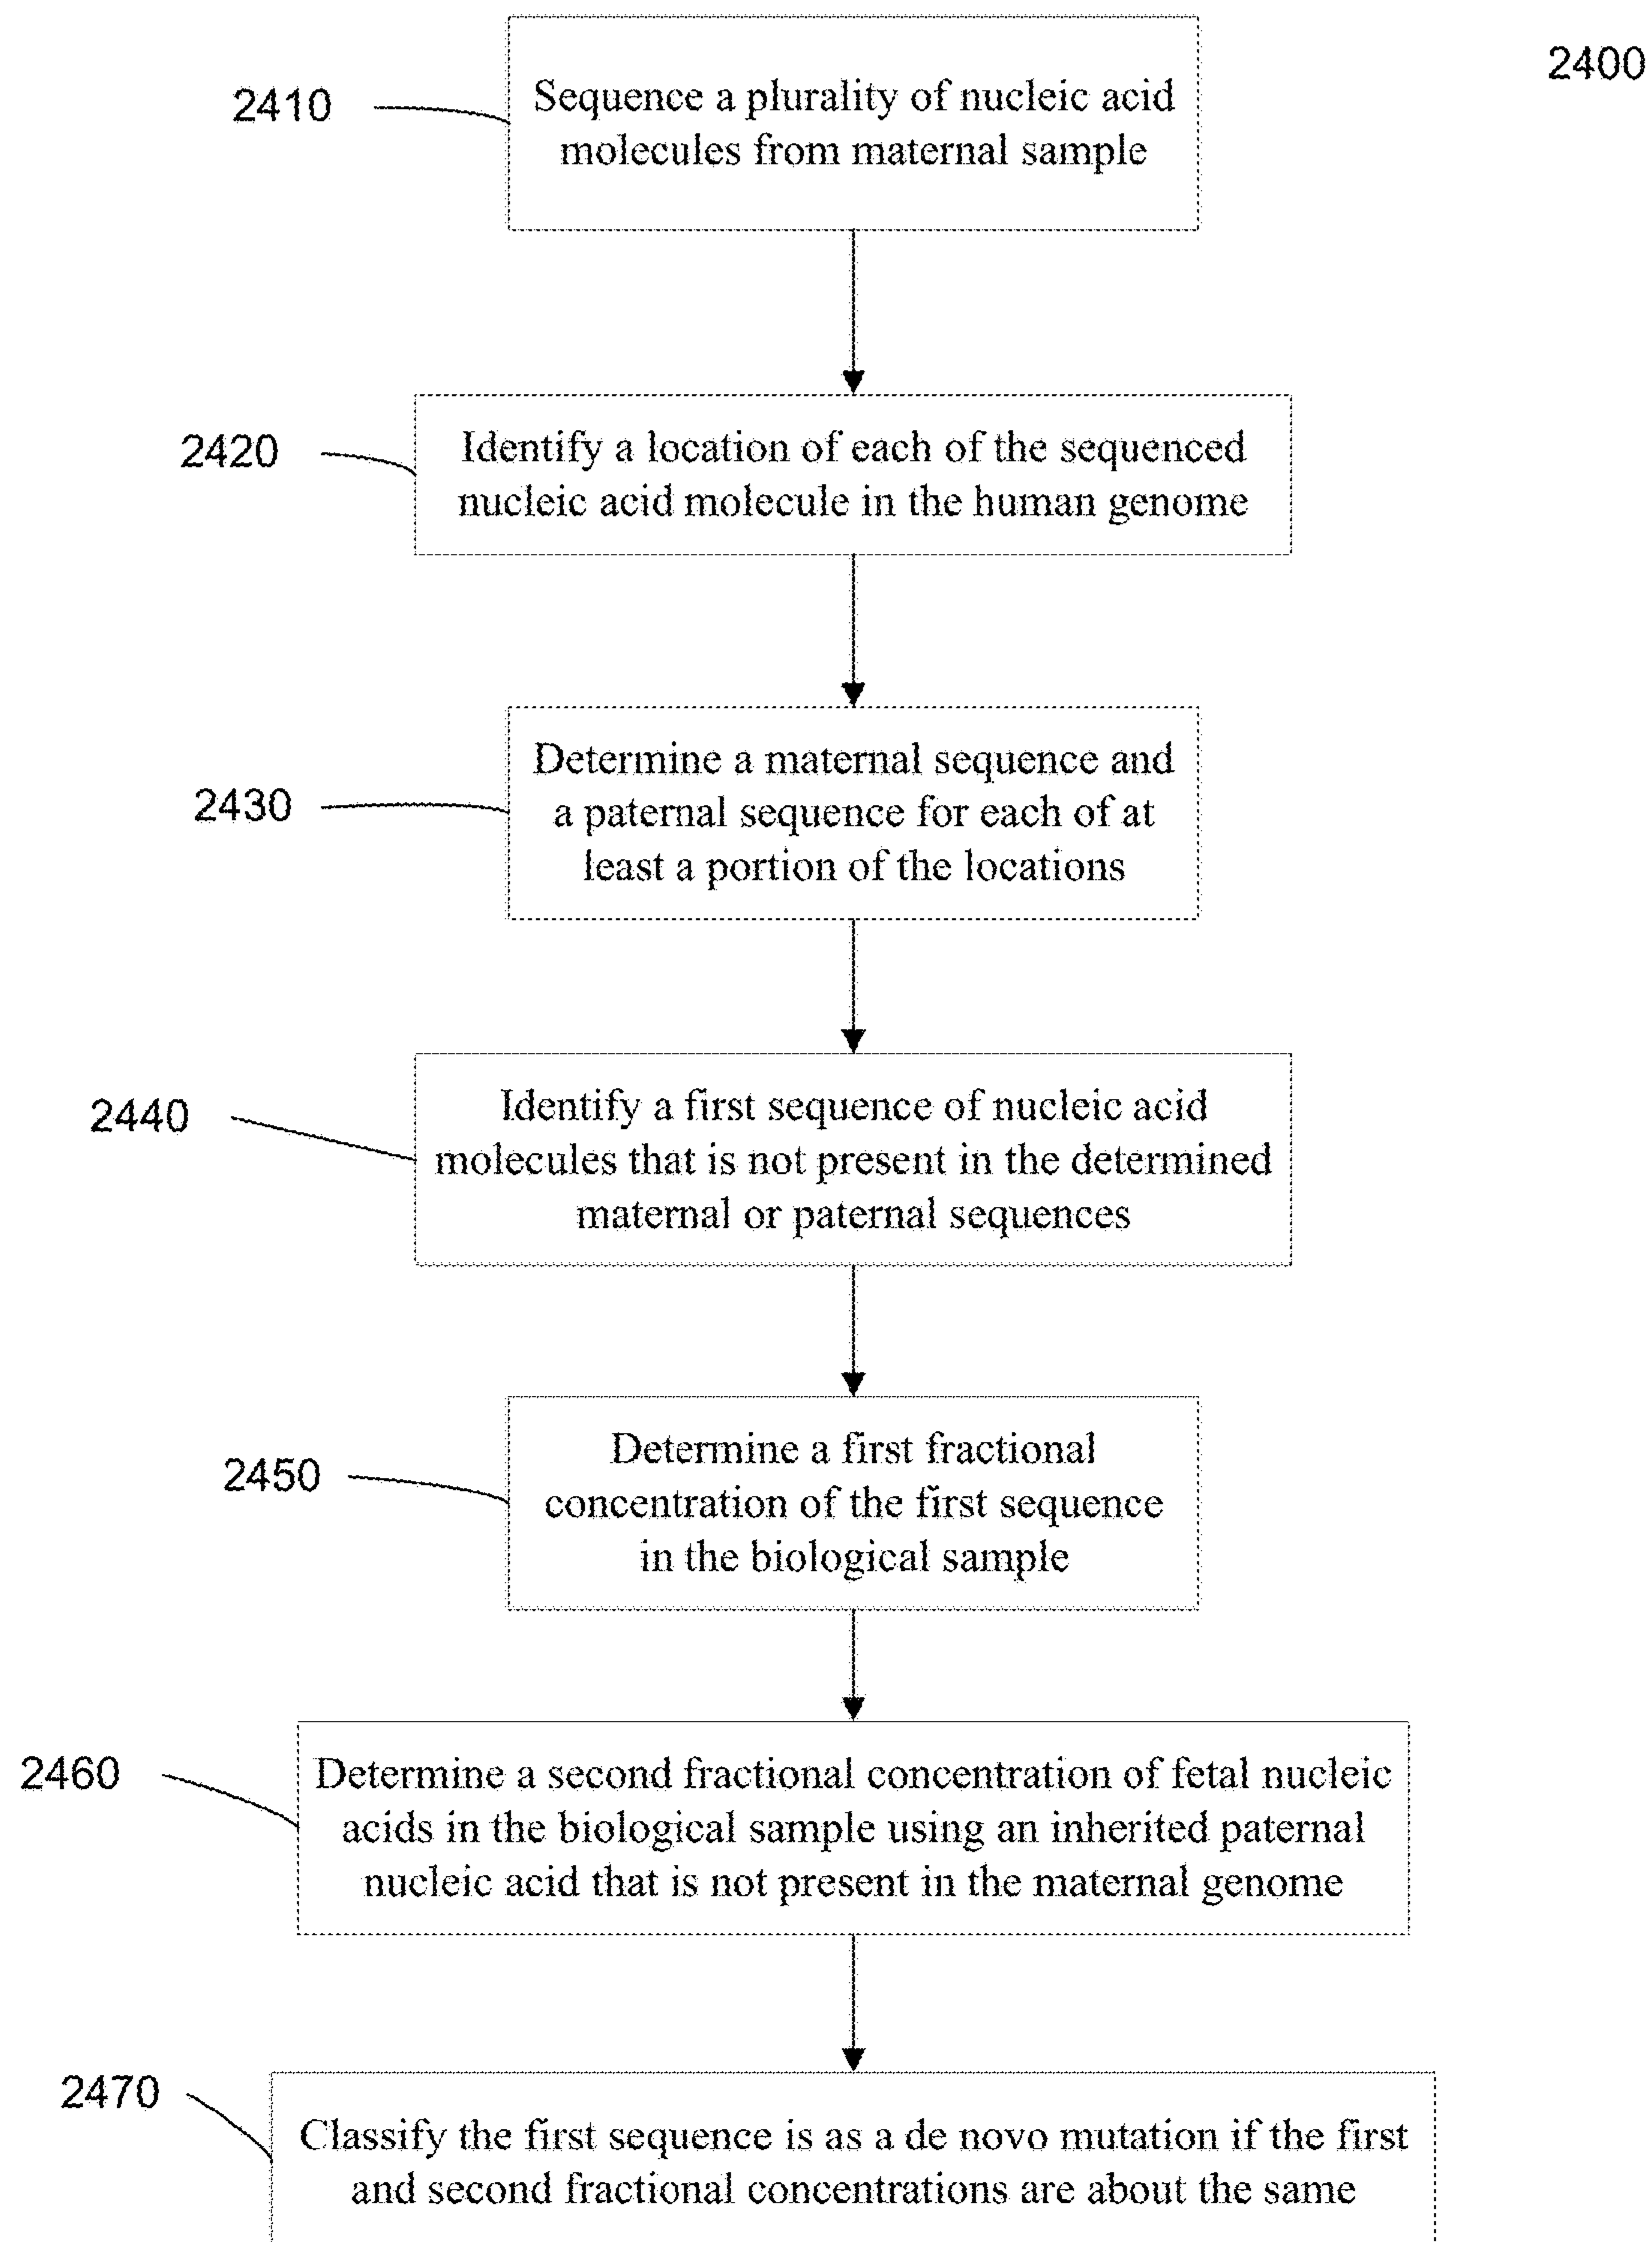 2400
2410
Sequence a plurality of nucleic acid
molecules from maternal sample
2420
Identify a location of each of the sequenced
nucleic acid molecule in the human genome
2430
Determine a maternal sequence and
a paternal sequence for each of at
least a portion of the locations
2440
Identify a first sequence of nucleic acid
molecules that is not present in the determined
maternal or paternal sequences
2450
Determine a first fractional
concentration of the first sequence
in the biological sample
2460
Determine a second fractional concentration of fetal nucleic
acids in the biological sample using an inherited paternal
nucleic acid that is not present in the maternal genome
2470
Classify the first sequence is as a de novo mutation if the first
and second fractional concentrations are about the same